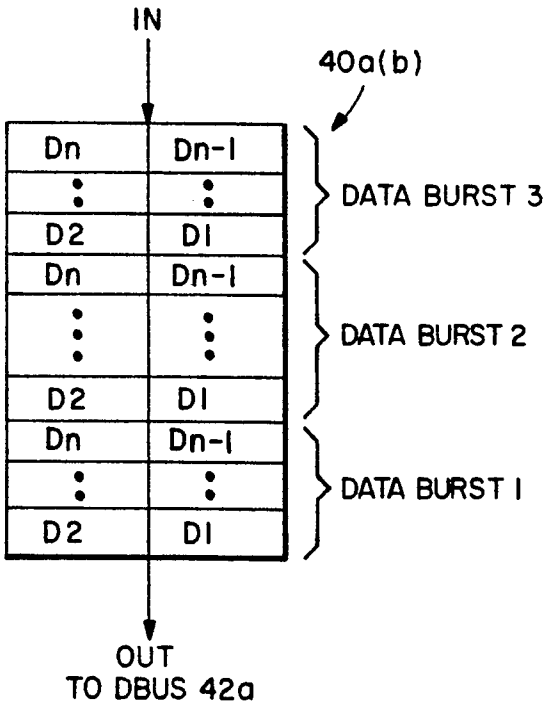 IN
40a(b)
Dn Dn-1
D2 D1
DATA BURST 3
Dn Dn-1
D2 D1
DATA BURST 2
Dn Dn-1
D2 D1
DATA BURST 1
OUT
TO DBUS 42a